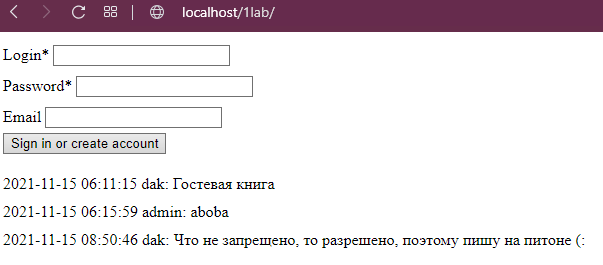 localhost/1lab/
Login*
Password*
Email
Sign in or create account
2021-11-15 06:11:15 dak: Гостевая книга
2021-11-15 06:15:59 admin: aboba
2021-11-15 08:50:46 dak: Что не запрещено, то разрешено, поэтому пишу на питоне (: